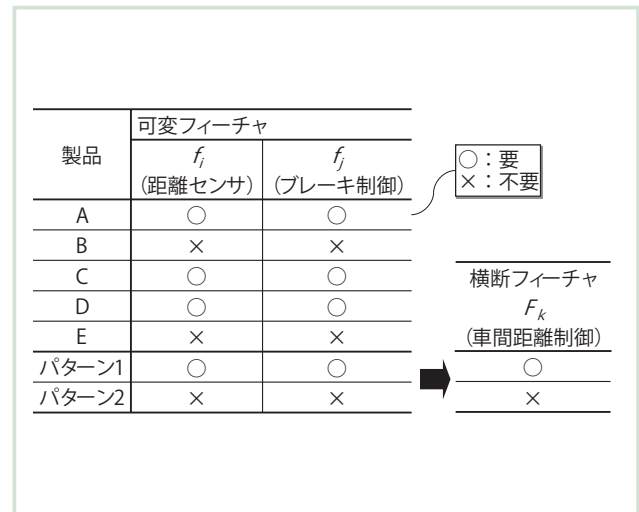 製品 可変フィーチャ
f_i f_j
(距離センサ) (ブレーキ制御)
A ○ ○
B × ×
C ○ ○
D ○ ○
E × ×
パターン1 ○ ○
パターン2 × ×
○：要
×：不要
横断フィーチャ
F_k
(車間距離制御)
○
×